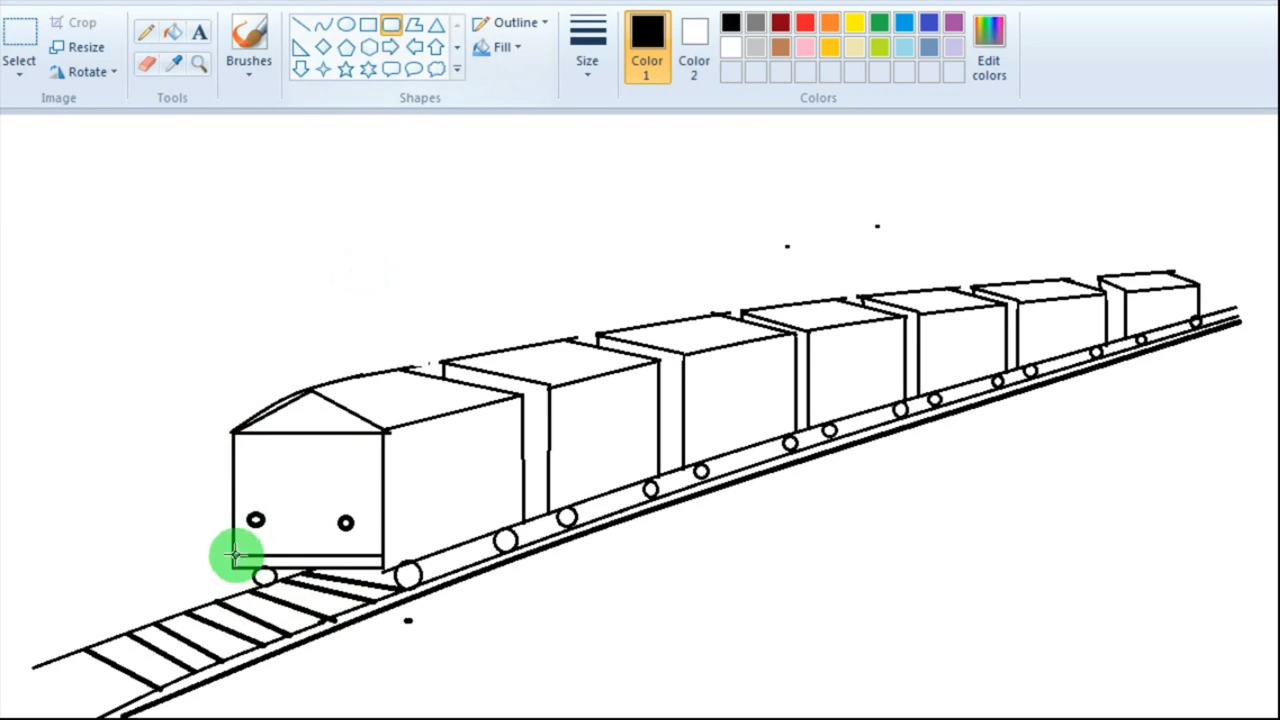 Crop
Resize
Rotate
Select
Image
A
Tools
Brushes
Outline
Fill
Shapes
Size
Color 1
Color 2
Edit colors
Colors